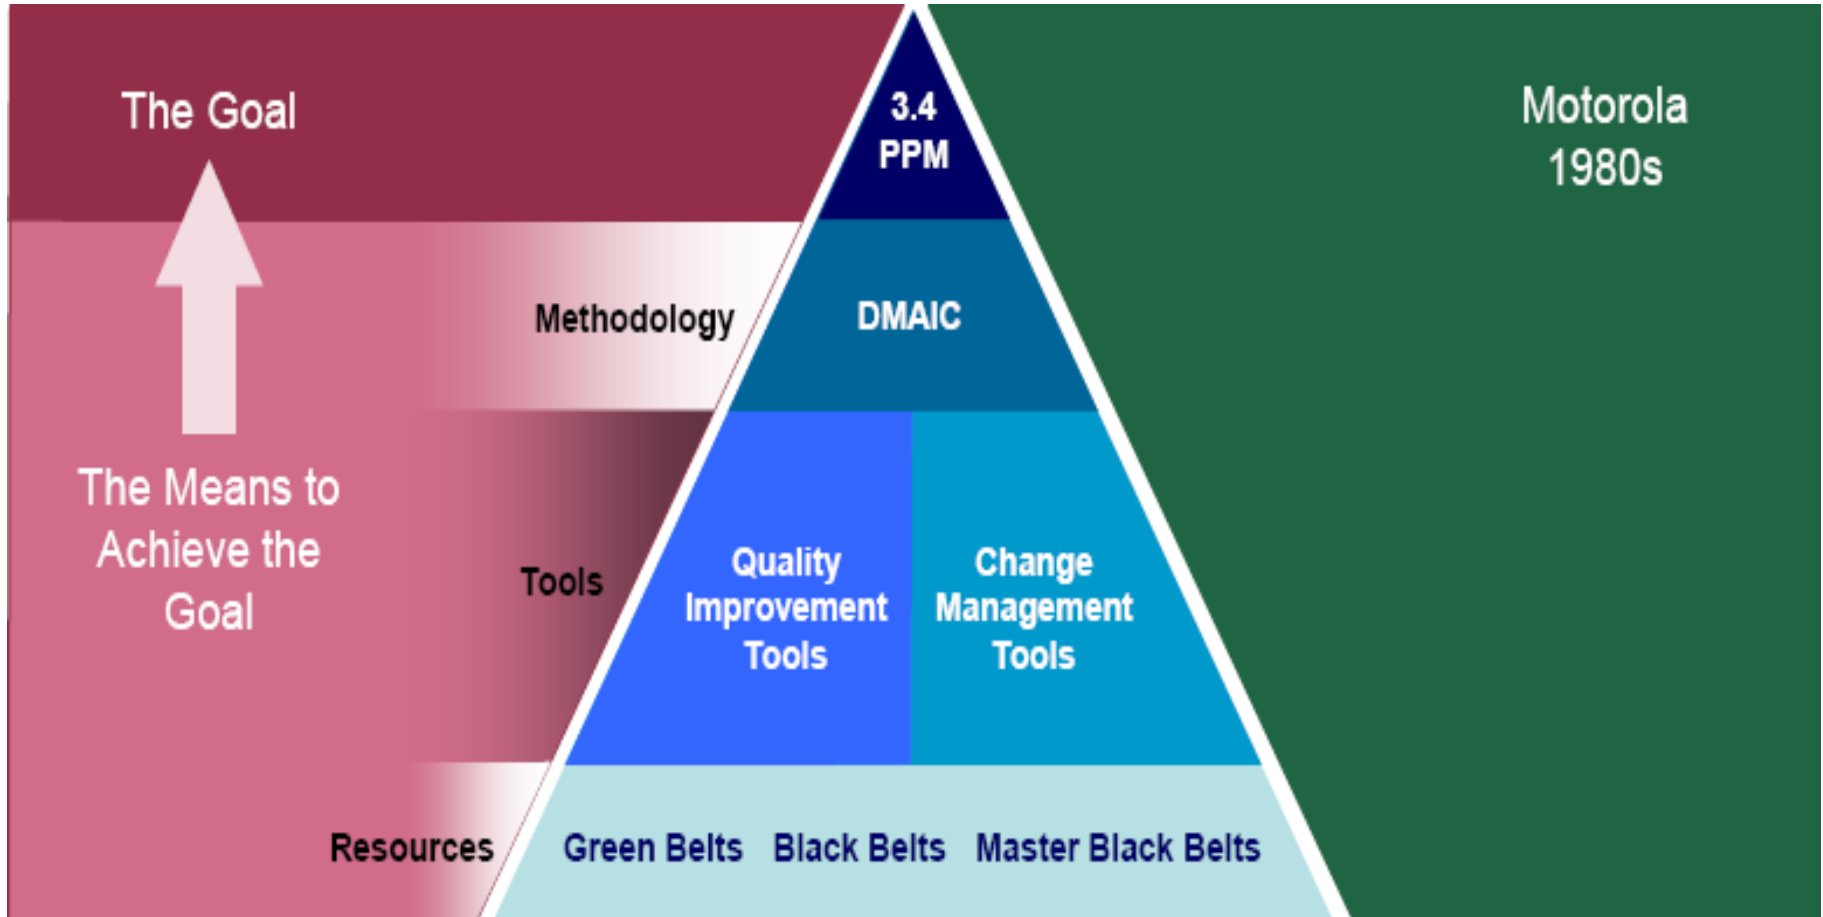 The Goal
3.4
PPM
Motorola
1980s
Methodology
DMAIC
The Means to
Achieve the
Goal
Tools
Quality
Improvement
Tools
Change
Management
Tools
Resources
Green Belts Black Belts Master Black Belts